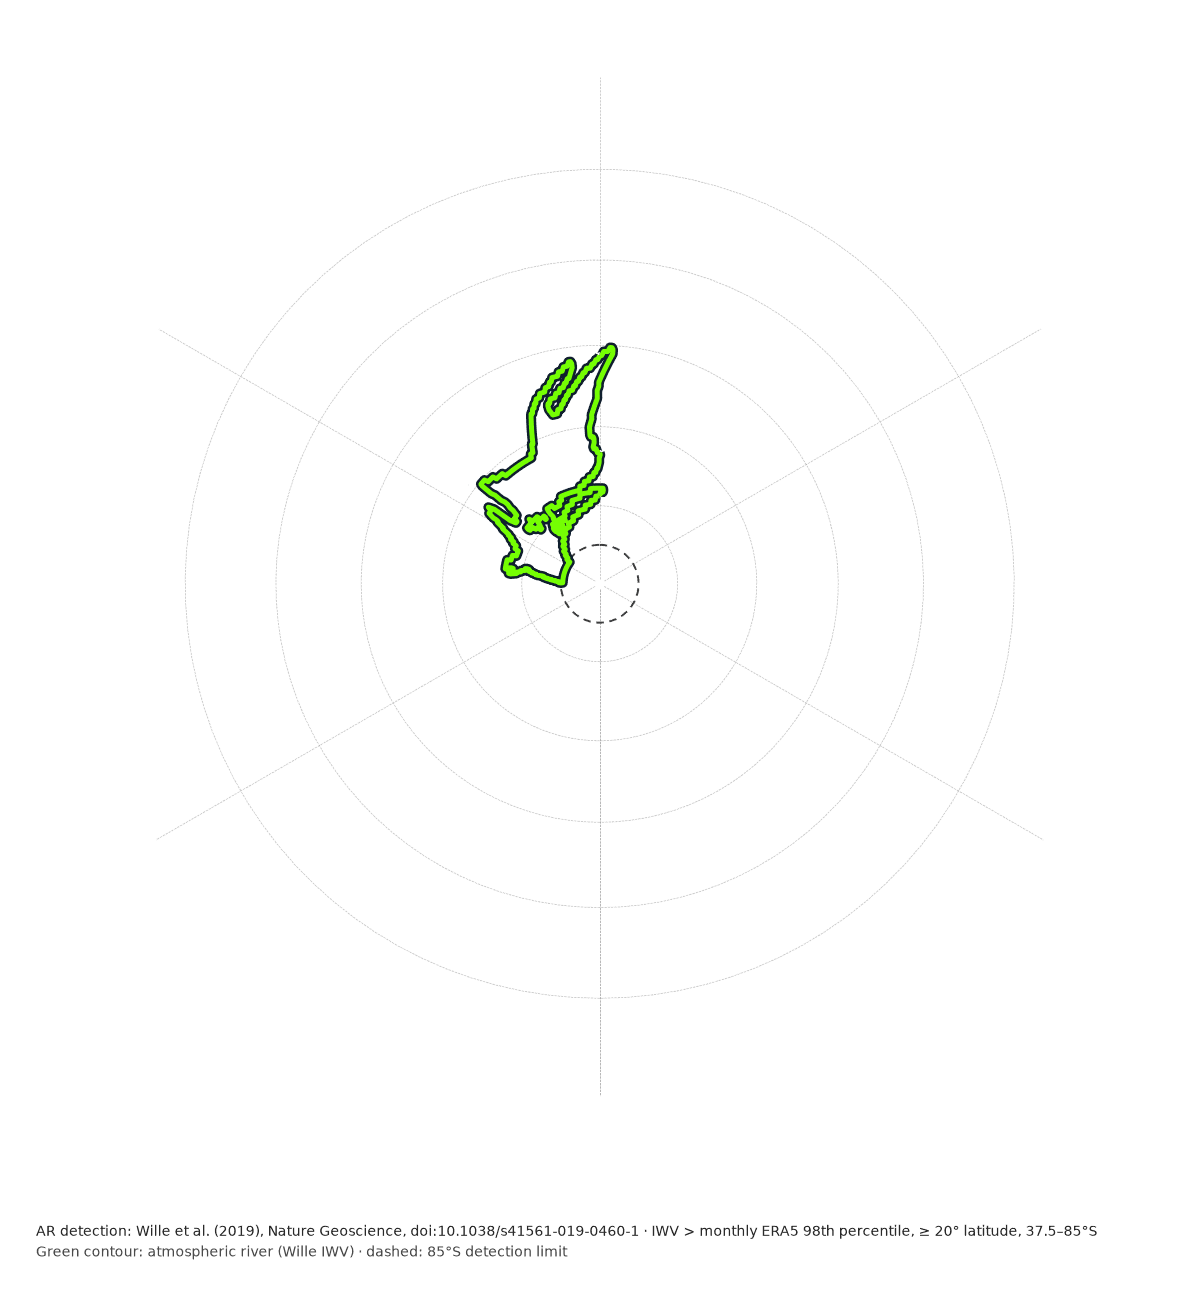 AR detection: Wille et al. (2019), Nature Geoscience, doi:10.1038/s41561-019-0460-1 · IWV > monthly ERA5 98th percentile, ≥ 20° latitude, 37.5–85°S
Green contour: atmospheric river (Wille IWV) · dashed: 85°S detection limit